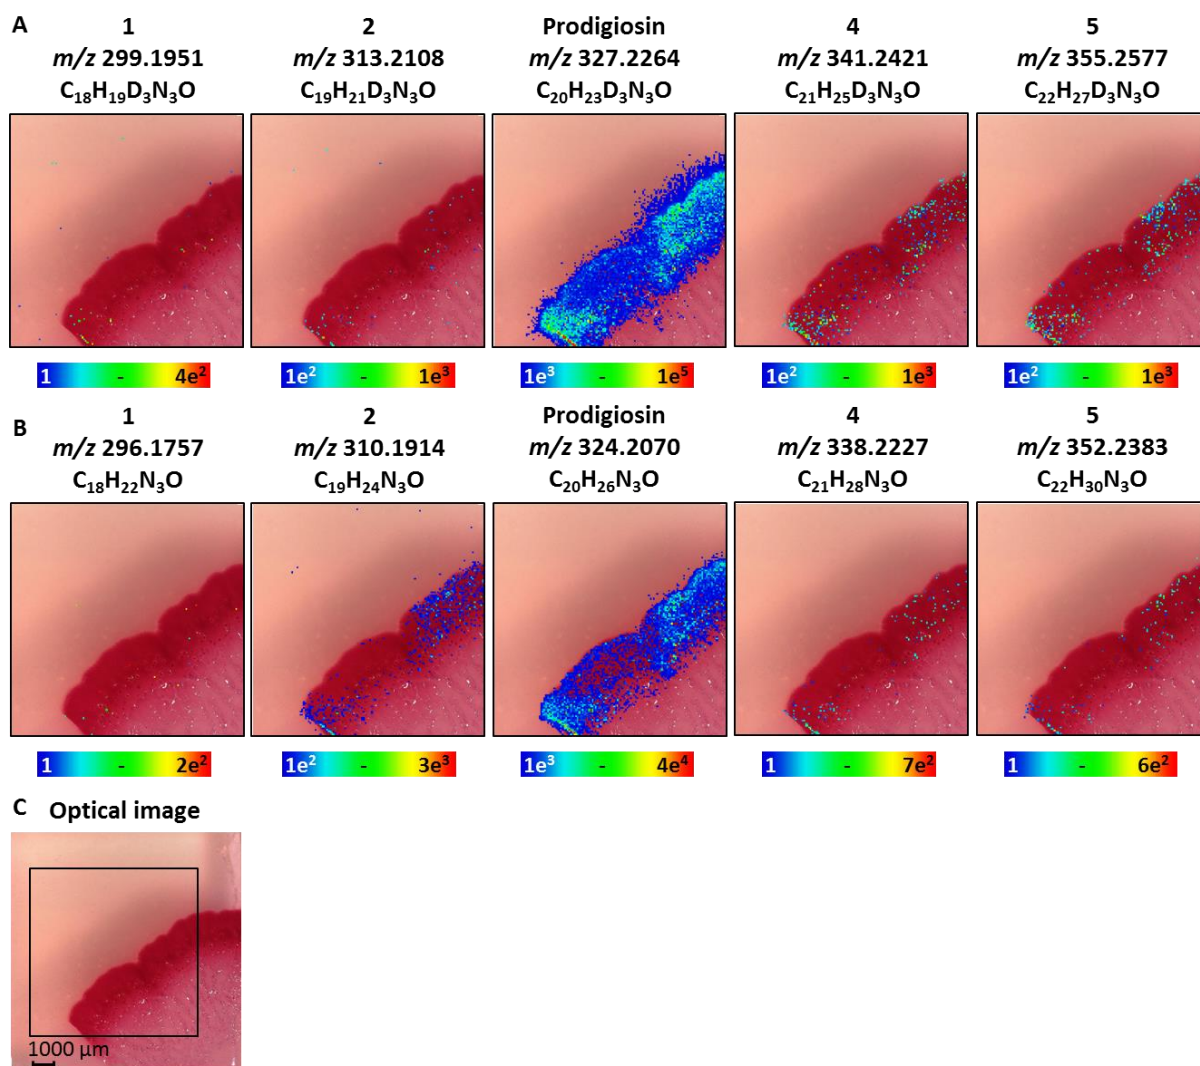 A
1
m/z 299.1951
C₁₈H₁₉D₃N₃O
2
m/z 313.2108
C₁₉H₂₁D₃N₃O
Prodigiosin
m/z 327.2264
C₂₀H₂₃D₃N₃O
4
m/z 341.2421
C₂₁H₂₅D₃N₃O
5
m/z 355.2577
C₂₂H₂₇D₃N₃O
1 - 4e²
1e² - 1e³
1e³ - 1e⁵
1e² - 1e³
1e² - 1e³
B
1
m/z 296.1757
C₁₈H₂₂N₃O
2
m/z 310.1914
C₁₉H₂₄N₃O
Prodigiosin
m/z 324.2070
C₂₀H₂₆N₃O
4
m/z 338.2227
C₂₁H₂₈N₃O
5
m/z 352.2383
C₂₂H₃₀N₃O
1 - 2e²
1e² - 3e³
1e³ - 4e⁴
1 - 7e²
1 - 6e²
C Optical image
1000 µm